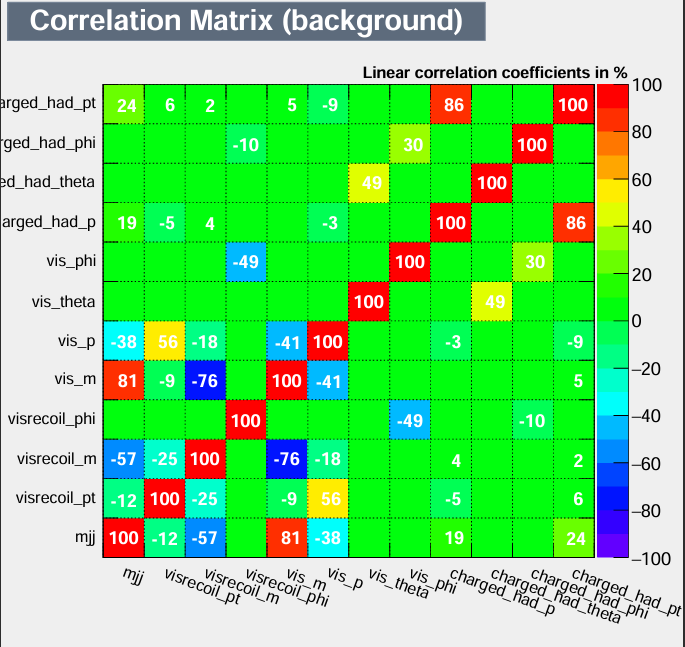 Correlation Matrix (background)
Linear correlation coefficients in %
arged_had_pt 24 6 2 5 -9 86 100 100
80
rged_had_phi -10 30 100
ed_had_theta 49 100 60
arged_had_p 19 -5 4 -3 100 86 40
vis_phi -49 100 30 20
vis_theta 100 49 0
vis_p -38 56 -18 -41 100 -3 -9 −20
vis_m 81 -9 -76 100 -41 5
visrecoil_phi 100 -49 -10 −40
visrecoil_m -57 -25 100 -76 -18 4 2 −60
visrecoil_pt -12 100 -25 -9 56 -5 6 −80
mjj 100 -12 -57 81 -38 19 24 −100
mjj visrecoil_pt visrecoil_m visrecoil_phi vis_m vis_p vis_theta vis_phi charged_had_p charged_had_theta charged_had_phi charged_had_pt